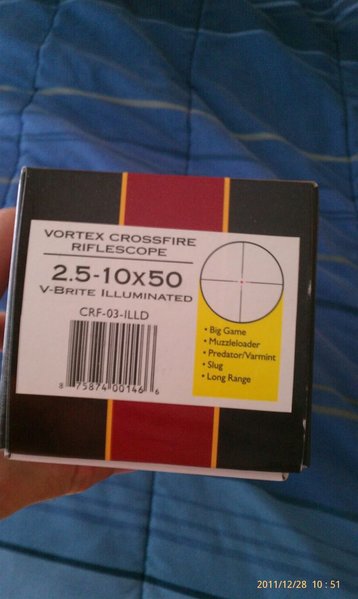 VORTEX CROSSFIRE
RIFLESCOPE
2.5-10x50
V-BRITE ILLUMINATED
CRF-03-ILLD
8 75874 00146 6
• Big Game
• Muzzleloader
• Predator/Varmint
• Slug
• Long Range
2011/12/28 10:51